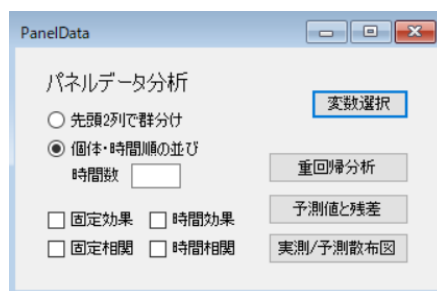 PanelData
パネルデータ分析
変数選択
先頭2列で群分け
個体・時間順の並び
時間数
重回帰分析
予測値と残差
固定効果 時間効果
固定相関 時間相関
実測/予測散布図